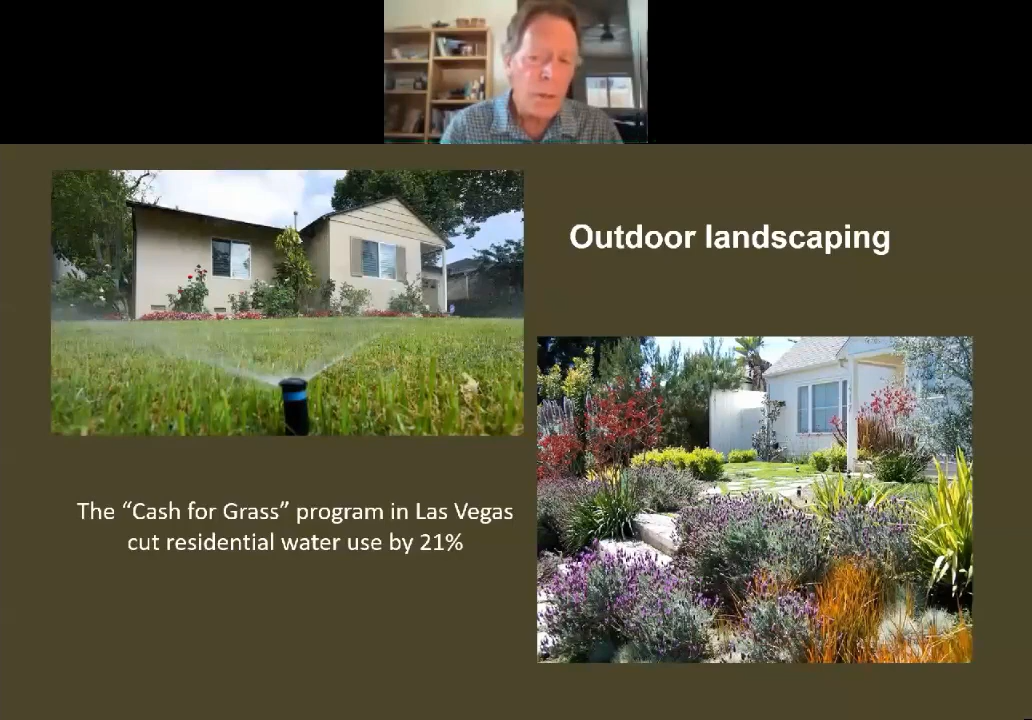 Outdoor landscaping
The “Cash for Grass” program in Las Vegas
cut residential water use by 21%